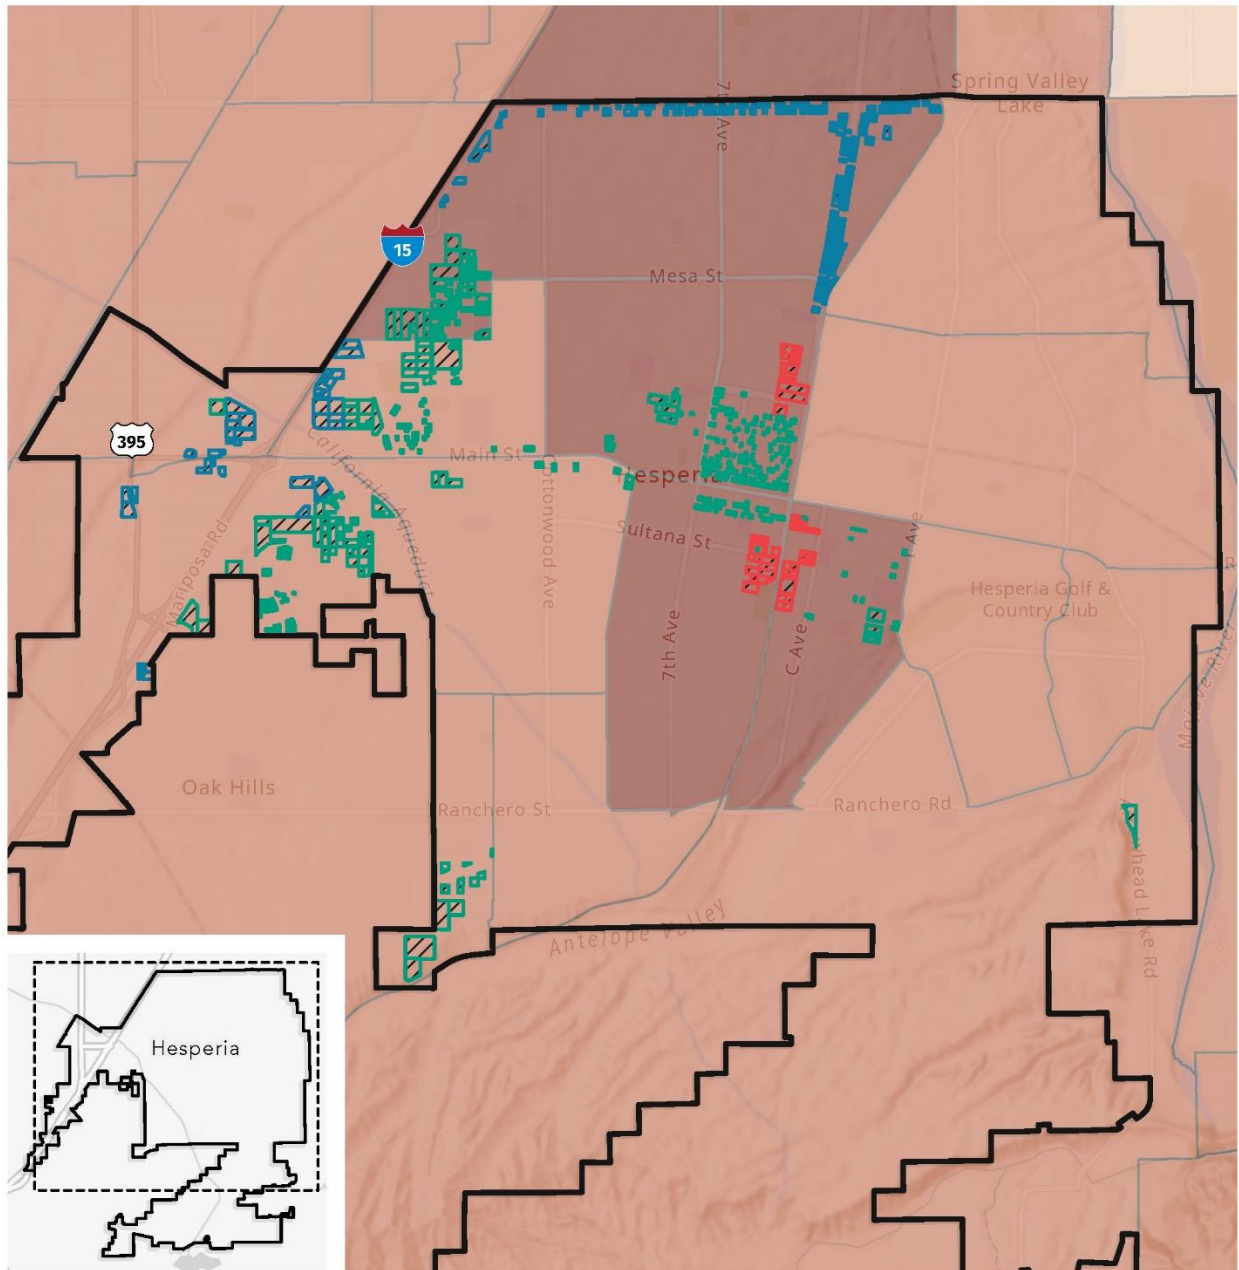 Spring Valley
Lake
7th Ave
15
Mesa St
395
California Aqueduct
Main St
Hesperia
Cottonwood Ave
Sultana St
I Ave
Mariposa Rd
Hesperia Golf &
Country Club
R
7th Ave
C Ave
Mojave River
Oak Hills
Ranchero St
Ranchero Rd
head Lake Rd
Antelope Valley
Hesperia